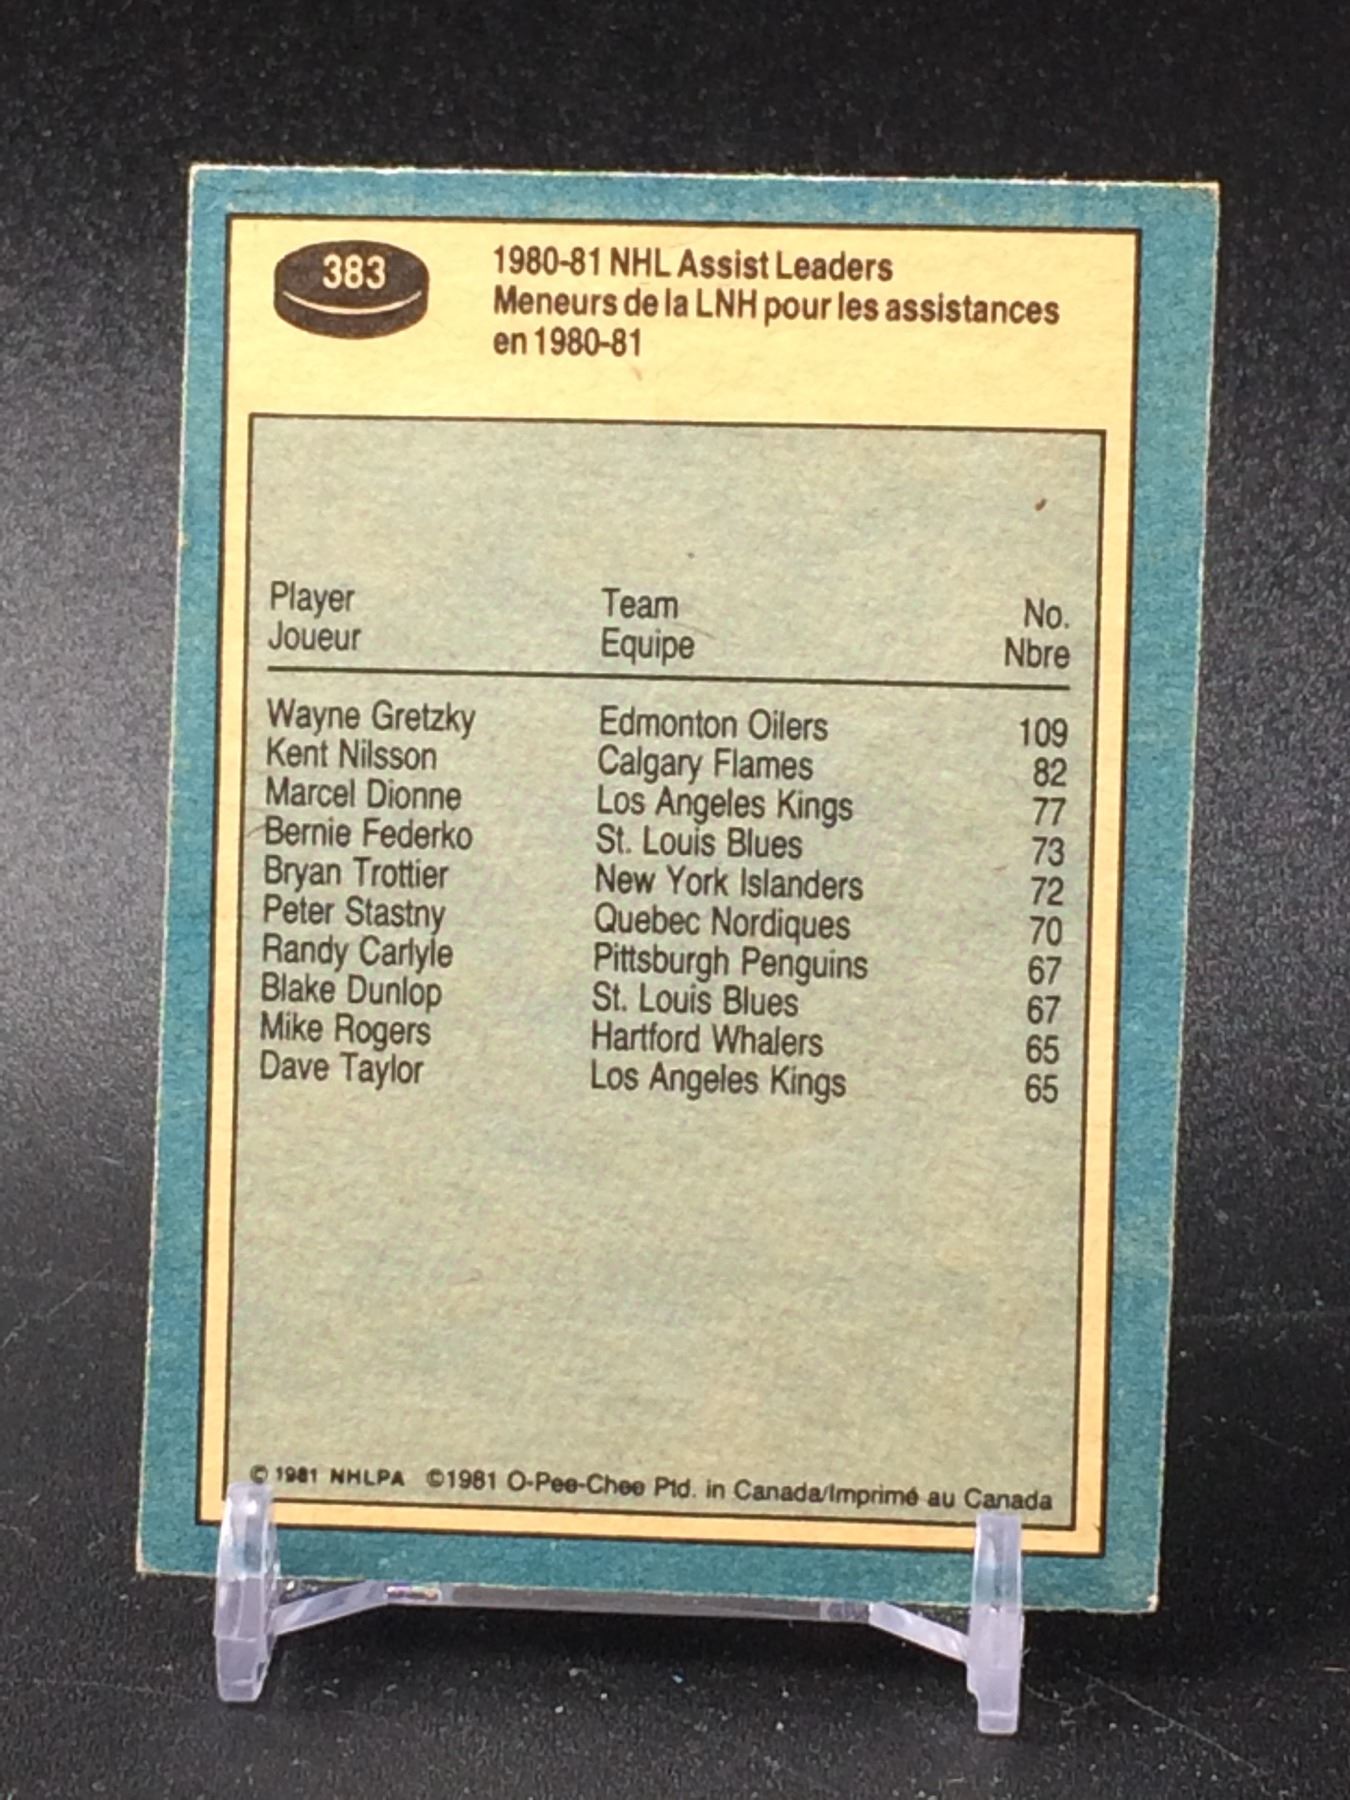 383
1980-81 NHL Assist Leaders
Meneurs de la LNH pour les assistances
en 1980-81
Player Team No.
Joueur Equipe Nbre
Wayne Gretzky Edmonton Oilers 109
Kent Nilsson Calgary Flames 82
Marcel Dionne Los Angeles Kings 77
Bernie Federko St. Louis Blues 73
Bryan Trottier New York Islanders 72
Peter Stastny Quebec Nordiques 70
Randy Carlyle Pittsburgh Penguins 67
Blake Dunlop St. Louis Blues 67
Mike Rogers Hartford Whalers 65
Dave Taylor Los Angeles Kings 65
© 1981 NHLPA ©1981 O-Pee-Chee Ptd. in Canada/Imprimé au Canada